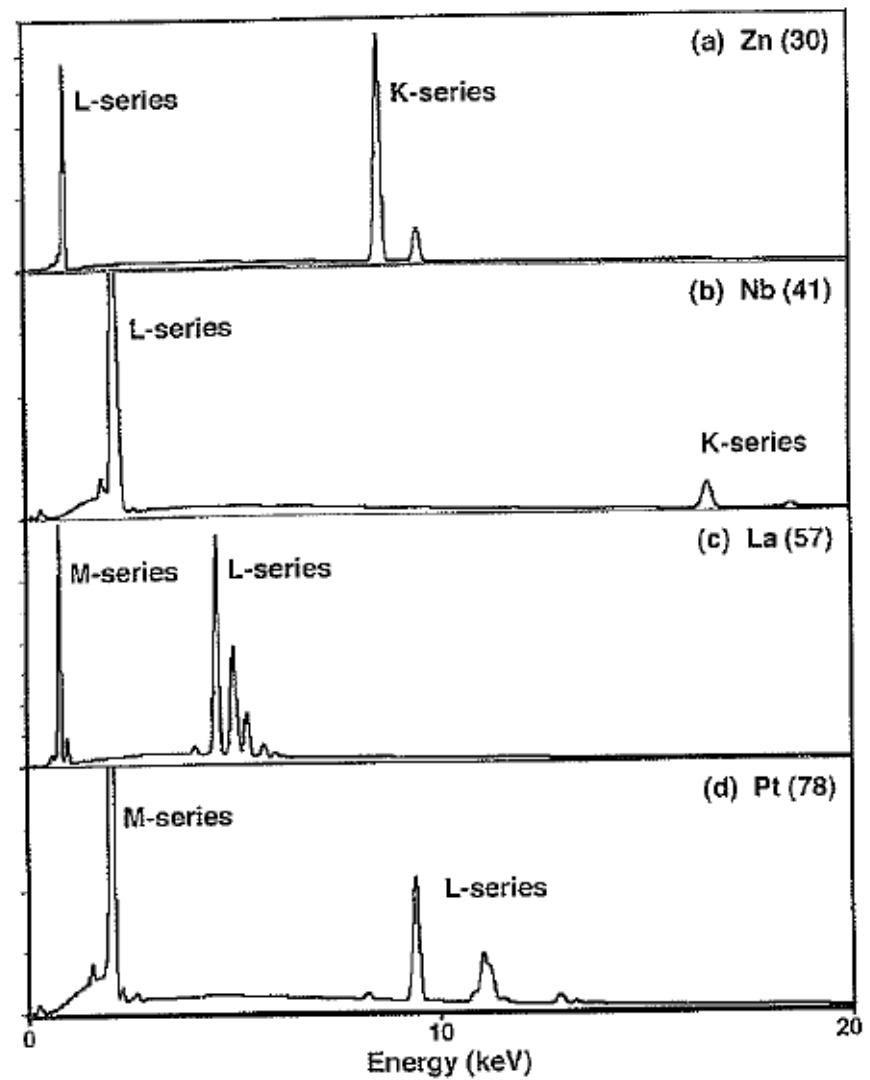 (a) Zn (30)
L-series
K-series
(b) Nb (41)
L-series
K-series
(c) La (57)
M-series
L-series
(d) Pt (78)
M-series
L-series
0
10
20
Energy (keV)